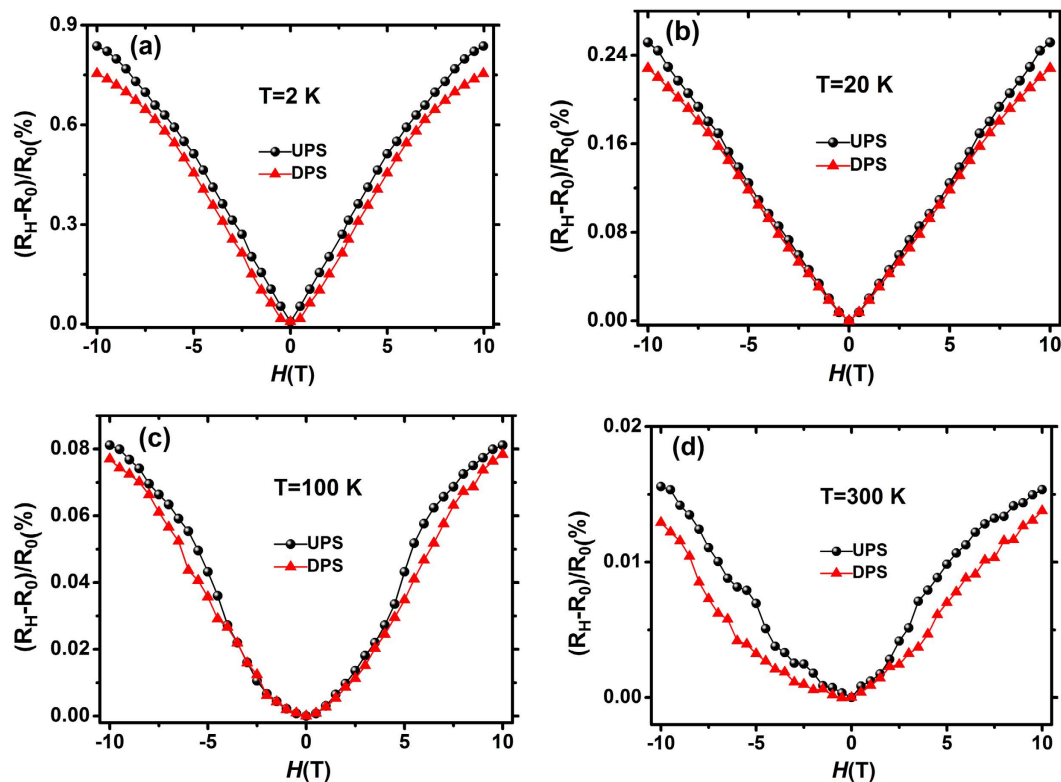 (a)
T=2 K
UPS
DPS
(R_H-R_0)/R_0(%)
0.9
0.6
0.3
0.0
-10 -5 0 5 10
H(T)
(b)
T=20 K
UPS
DPS
(R_H-R_0)/R_0(%)
0.24
0.16
0.08
0.00
-10 -5 0 5 10
H(T)
(c)
T=100 K
UPS
DPS
(R_H-R_0)/R_0(%)
0.08
0.06
0.04
0.02
0.00
-10 -5 0 5 10
H(T)
(d)
T=300 K
UPS
DPS
(R_H-R_0)/R_0(%)
0.02
0.01
0.00
-10 -5 0 5 10
H(T)